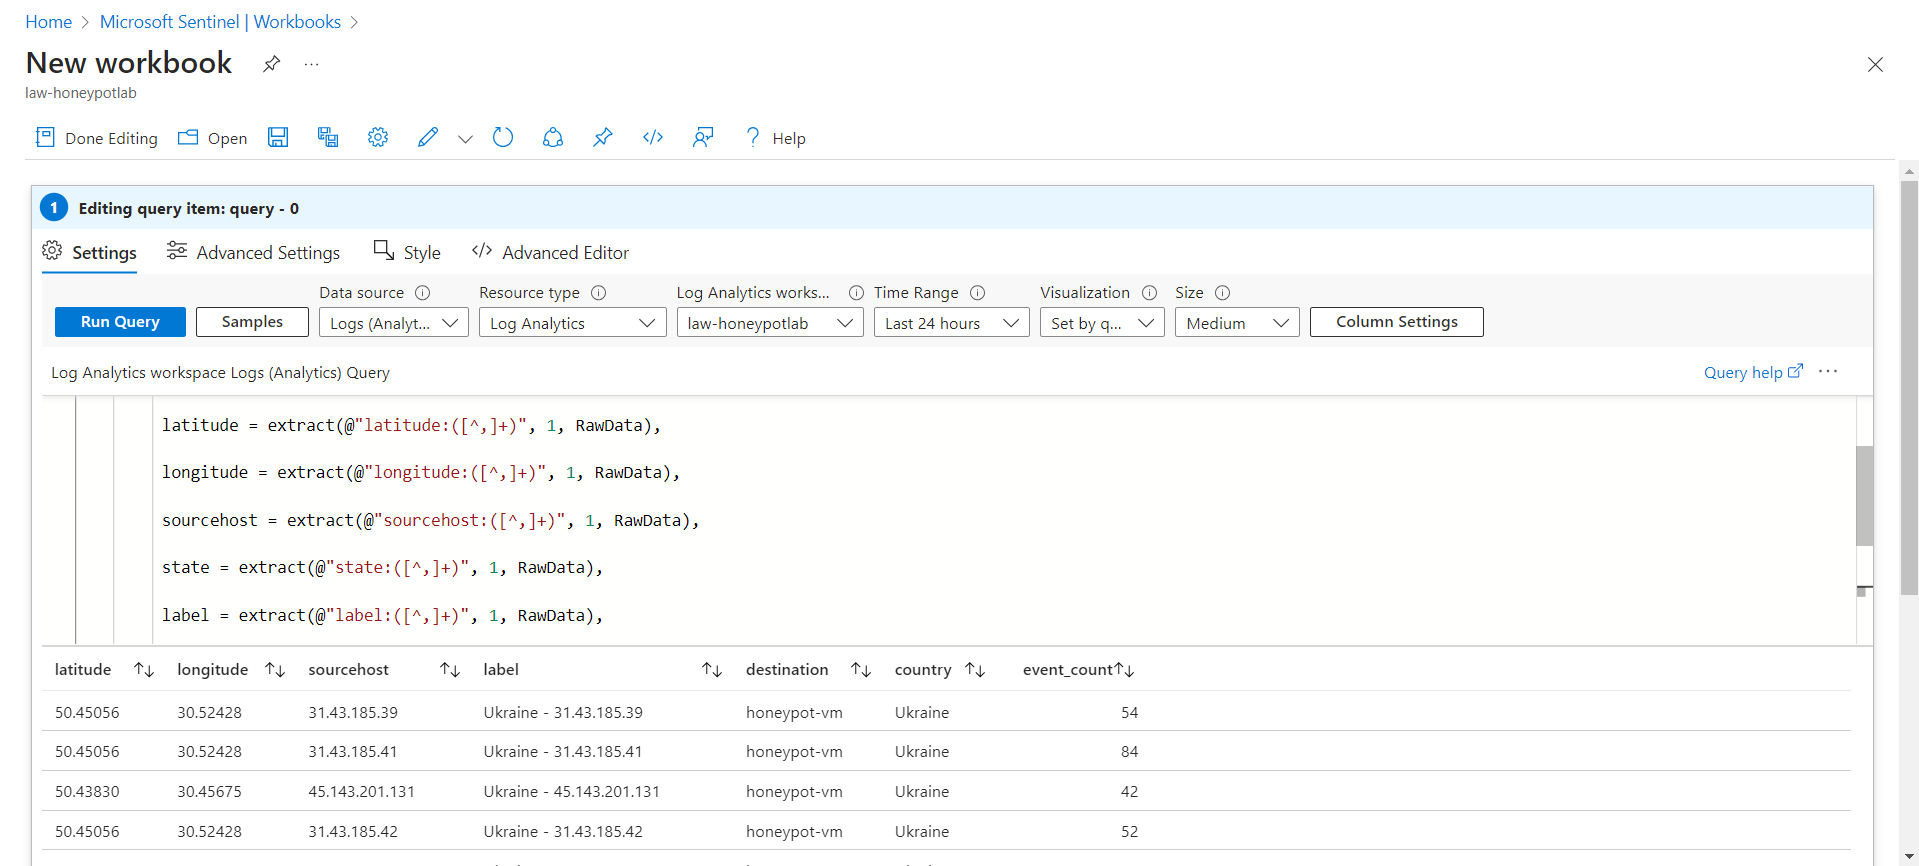 Home > Microsoft Sentinel | Workbooks >
New workbook ...
law-honeypotlab
Done Editing Open Help
1 Editing query item: query - 0
Settings Advanced Settings Style </> Advanced Editor
Data source Resource type Log Analytics works... Time Range Visualization Size
Run Query Samples Logs (Analyt... Log Analytics law-honeypotlab Last 24 hours Set by q... Medium Column Settings
Log Analytics workspace Logs (Analytics) Query Query help ...
latitude = extract(@"latitude:([^,]+)", 1, RawData),
longitude = extract(@"longitude:([^,]+)", 1, RawData),
sourcehost = extract(@"sourcehost:([^,]+)", 1, RawData),
state = extract(@"state:([^,]+)", 1, RawData),
label = extract(@"label:([^,]+)", 1, RawData),
latitude longitude sourcehost label destination country event_count
50.45056 30.52428 31.43.185.39 Ukraine - 31.43.185.39 honeypot-vm Ukraine 54
50.45056 30.52428 31.43.185.41 Ukraine - 31.43.185.41 honeypot-vm Ukraine 84
50.43830 30.45675 45.143.201.131 Ukraine - 45.143.201.131 honeypot-vm Ukraine 42
50.45056 30.52428 31.43.185.42 Ukraine - 31.43.185.42 honeypot-vm Ukraine 52